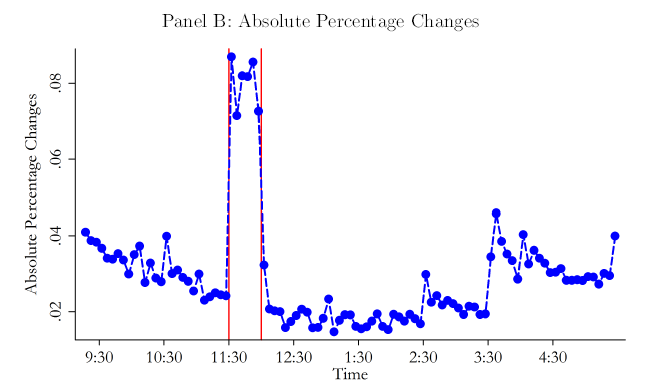 Panel B: Absolute Percentage Changes
Absolute Percentage Changes
.08
.06
.04
.02
9:30 10:30 11:30 12:30 1:30 2:30 3:30 4:30
Time